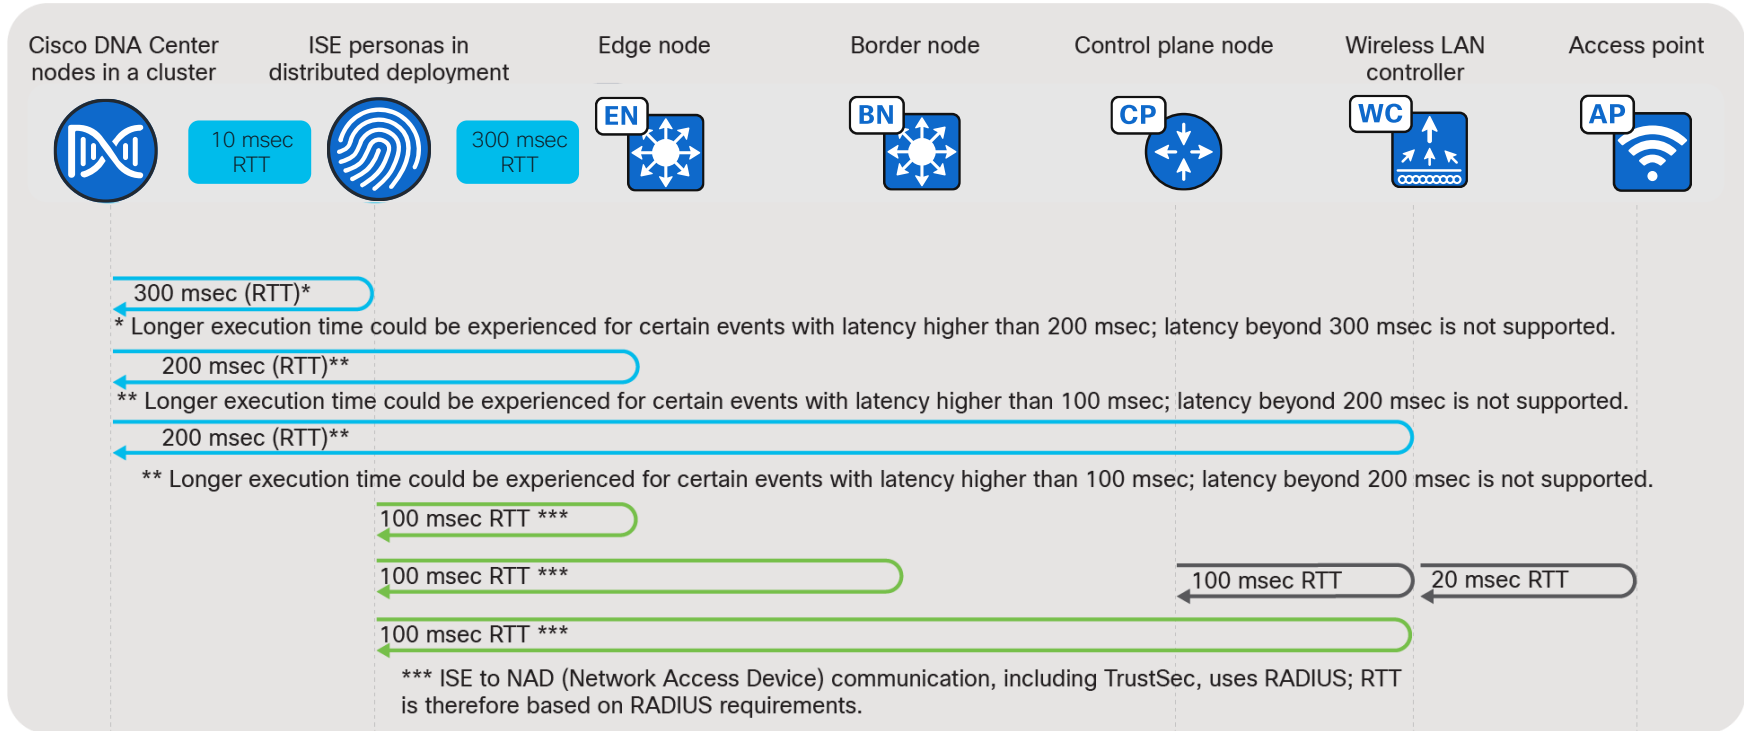 Cisco DNA Center
nodes in a cluster
ISE personas in
distributed deployment
Edge node
Border node
Control plane node
Wireless LAN
controller
Access point
10 msec
RTT
300 msec
RTT
EN
BN
CP
WC
AP
300 msec (RTT)*
* Longer execution time could be experienced for certain events with latency higher than 200 msec; latency beyond 300 msec is not supported.
200 msec (RTT)**
** Longer execution time could be experienced for certain events with latency higher than 100 msec; latency beyond 200 msec is not supported.
200 msec (RTT)**
** Longer execution time could be experienced for certain events with latency higher than 100 msec; latency beyond 200 msec is not supported.
100 msec RTT ***
100 msec RTT ***
100 msec RTT
20 msec RTT
100 msec RTT ***
*** ISE to NAD (Network Access Device) communication, including TrustSec, uses RADIUS; RTT
is therefore based on RADIUS requirements.